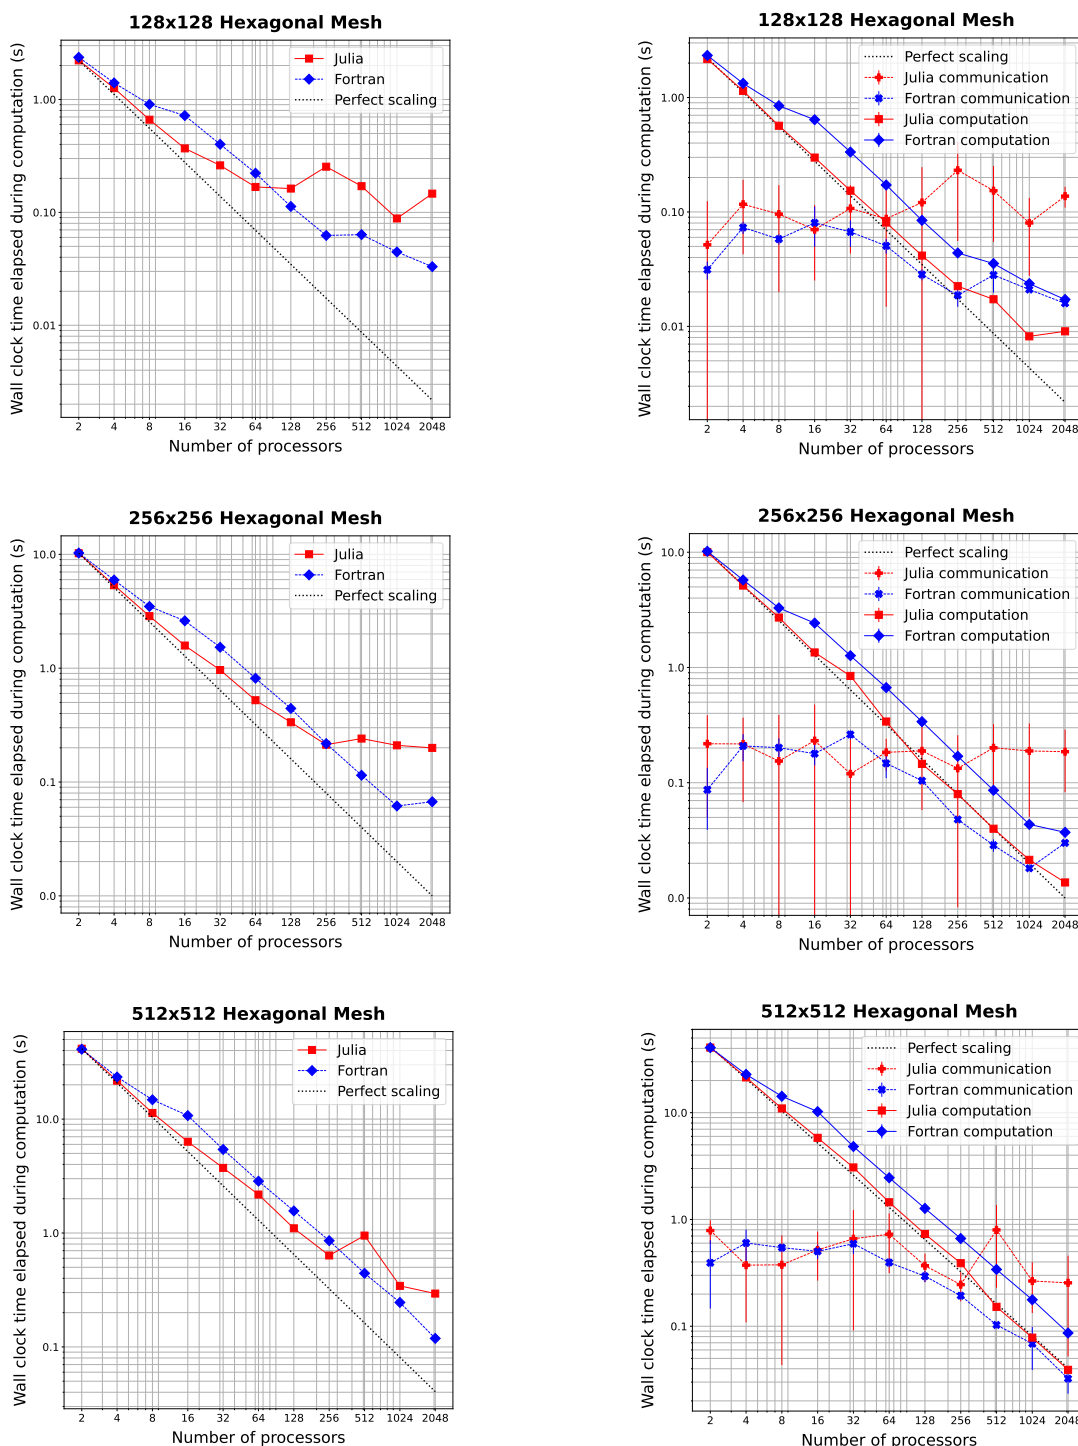 128x128 Hexagonal Mesh
Wall clock time elapsed during computation (s)
1.00
0.10
0.01
Julia
Fortran
Perfect scaling
2 4 8 16 32 64 128 256 512 1024 2048
Number of processors
128x128 Hexagonal Mesh
Wall clock time elapsed during computation (s)
1.00
0.10
0.01
Perfect scaling
Julia communication
Fortran communication
Julia computation
Fortran computation
2 4 8 16 32 64 128 256 512 1024 2048
Number of processors
256x256 Hexagonal Mesh
Wall clock time elapsed during computation (s)
10.0
1.0
0.1
0.0
Julia
Fortran
Perfect scaling
2 4 8 16 32 64 128 256 512 1024 2048
Number of processors
256x256 Hexagonal Mesh
Wall clock time elapsed during computation (s)
10.0
1.0
0.1
0.0
Perfect scaling
Julia communication
Fortran communication
Julia computation
Fortran computation
2 4 8 16 32 64 128 256 512 1024 2048
Number of processors
512x512 Hexagonal Mesh
Wall clock time elapsed during computation (s)
10.0
1.0
0.1
Julia
Fortran
Perfect scaling
2 4 8 16 32 64 128 256 512 1024 2048
Number of processors
512x512 Hexagonal Mesh
Wall clock time elapsed during computation (s)
10.0
1.0
0.1
Perfect scaling
Julia communication
Fortran communication
Julia computation
Fortran computation
2 4 8 16 32 64 128 256 512 1024 2048
Number of processors